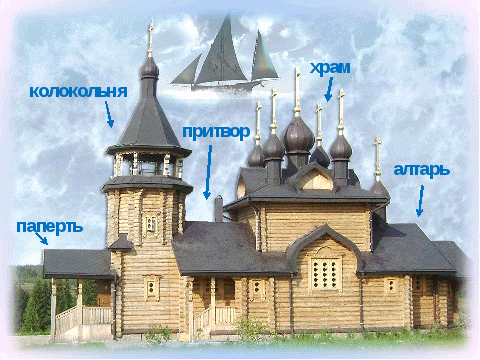 храм
колокольня
притвор
алтарь
паперть